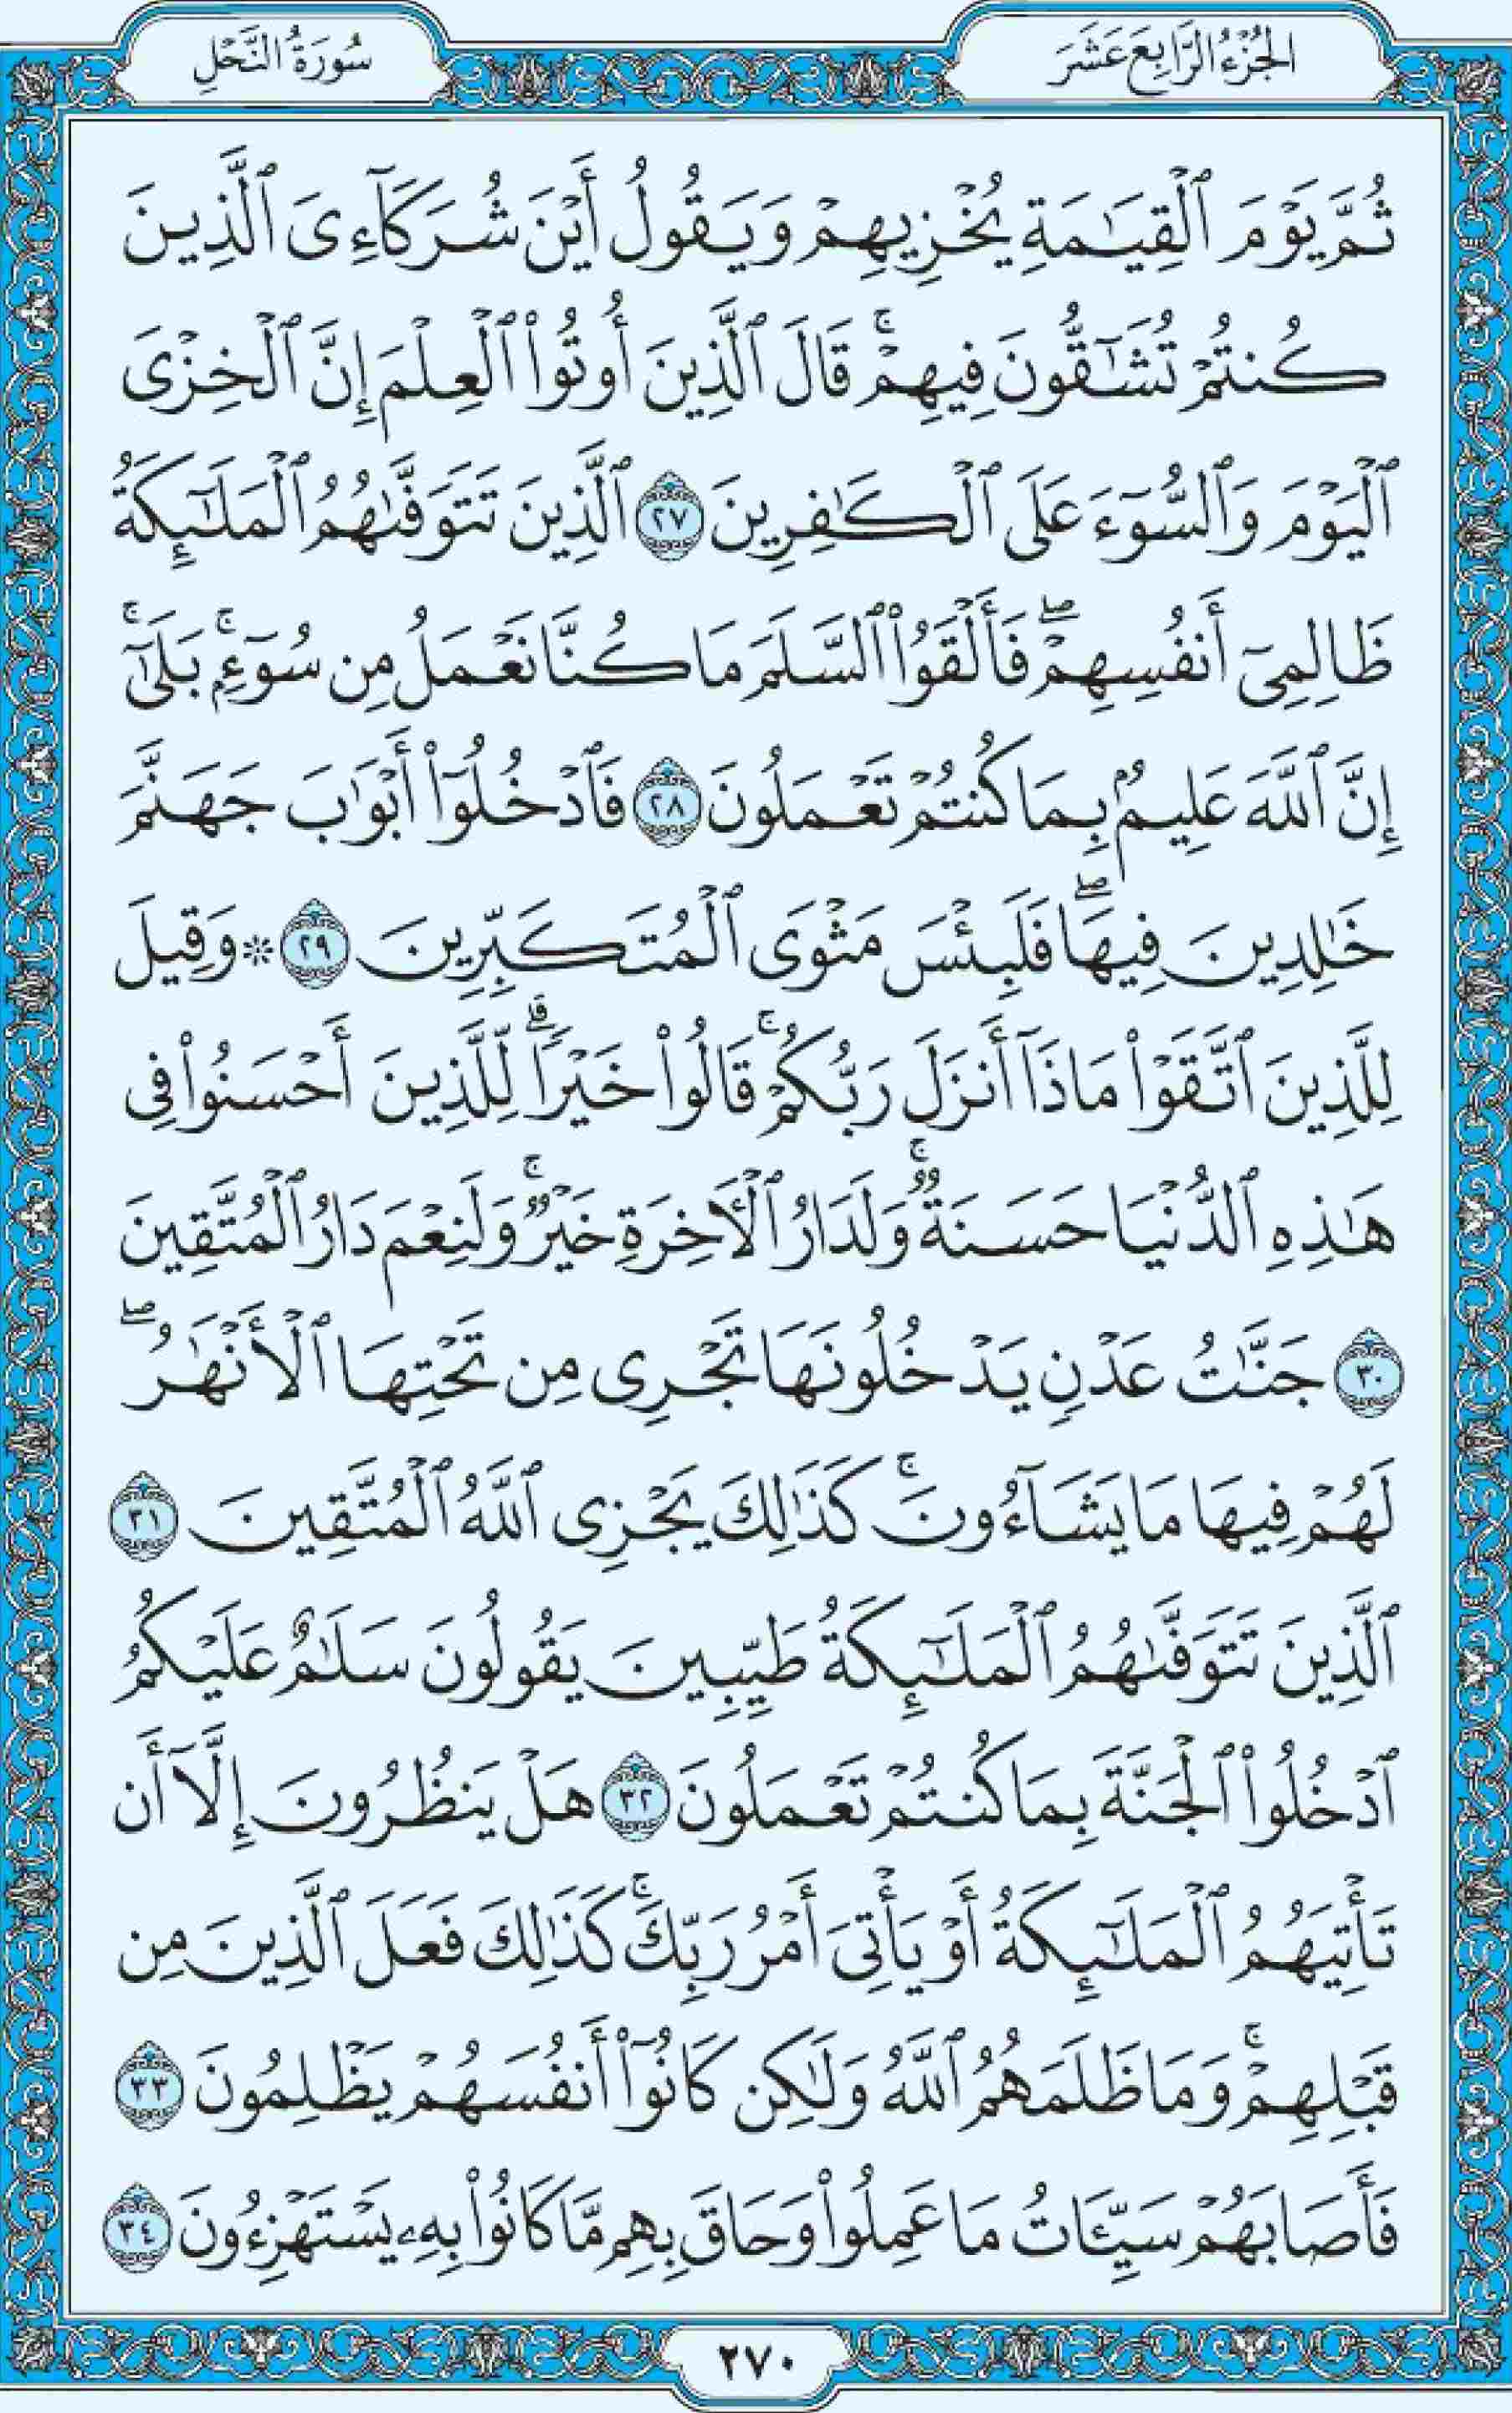 الجُزْءُ الرَّابِعَ عَشَرَ
سُورَةُ النَّحْلِ
ثُمَّ يَوْمَ ٱلْقِيَـٰمَةِ يُخْزِيهِمْ وَيَقُولُ أَيْنَ شُرَكَآءِىَ ٱلَّذِينَ
كُنتُمْ تُشَـٰٓقُّونَ فِيهِمْ ۚ قَالَ ٱلَّذِينَ أُوتُوا۟ ٱلْعِلْمَ إِنَّ ٱلْخِزْىَ
ٱلْيَوْمَ وَٱلسُّوٓءَ عَلَى ٱلْكَـٰفِرِينَ ٢٧ ٱلَّذِينَ تَتَوَفَّىٰهُمُ ٱلْمَلَـٰٓئِكَةُ
ظَالِمِىٓ أَنفُسِهِمْ ۖ فَأَلْقَوُا۟ ٱلسَّلَمَ مَا كُنَّا نَعْمَلُ مِن سُوٓءٍۭ ۚ بَلَىٰٓ ۚ
إِنَّ ٱللَّهَ عَلِيمٌۢ بِمَا كُنتُمْ تَعْمَلُونَ ٢٨ فَٱدْخُلُوٓا۟ أَبْوَٰبَ جَهَنَّمَ
خَـٰلِدِينَ فِيهَا ۖ فَلَبِئْسَ مَثْوَى ٱلْمُتَكَبِّرِينَ ٢٩ ۞ وَقِيلَ
لِلَّذِينَ ٱتَّقَوْا۟ مَاذَآ أَنزَلَ رَبُّكُمْ ۚ قَالُوا۟ خَيْرًا ۗ لِّلَّذِينَ أَحْسَنُوا۟ فِى
هَـٰذِهِ ٱلدُّنْيَا حَسَنَةٌ ۚ وَلَدَارُ ٱلْـَٔاخِرَةِ خَيْرٌ ۚ وَلَنِعْمَ دَارُ ٱلْمُتَّقِينَ
٣٠ جَنَّـٰتُ عَدْنٍ يَدْخُلُونَهَا تَجْرِى مِن تَحْتِهَا ٱلْأَنْهَـٰرُ ۖ
لَهُمْ فِيهَا مَا يَشَآءُونَ ۚ كَذَٰلِكَ يَجْزِى ٱللَّهُ ٱلْمُتَّقِينَ ٣١
ٱلَّذِينَ تَتَوَفَّىٰهُمُ ٱلْمَلَـٰٓئِكَةُ طَيِّبِينَ يَقُولُونَ سَلَـٰمٌ عَلَيْكُمُ
ٱدْخُلُوا۟ ٱلْجَنَّةَ بِمَا كُنتُمْ تَعْمَلُونَ ٣٢ هَلْ يَنظُرُونَ إِلَّآ أَن
تَأْتِيَهُمُ ٱلْمَلَـٰٓئِكَةُ أَوْ يَأْتِىَ أَمْرُ رَبِّكَ ۚ كَذَٰلِكَ فَعَلَ ٱلَّذِينَ مِن
قَبْلِهِمْ ۚ وَمَا ظَلَمَهُمُ ٱللَّهُ وَلَـٰكِن كَانُوٓا۟ أَنفُسَهُمْ يَظْلِمُونَ ٣٣
فَأَصَابَهُمْ سَيِّـَٔاتُ مَا عَمِلُوا۟ وَحَاقَ بِهِم مَّا كَانُوا۟ بِهِۦ يَسْتَهْزِءُونَ ٣٤
٢٧٠